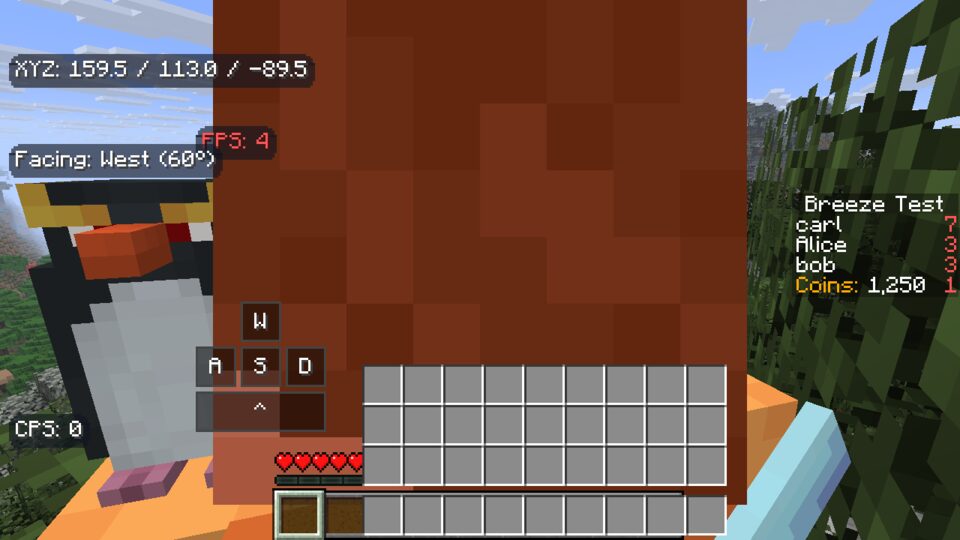 XYZ: 159.5 / 113.0 / -89.5
FPS: 4
Facing: West (60º)
Breeze Test
carl 7
Alice 3
bob 3
Coins: 1,250 1
W
A S D
^
CPS: 0